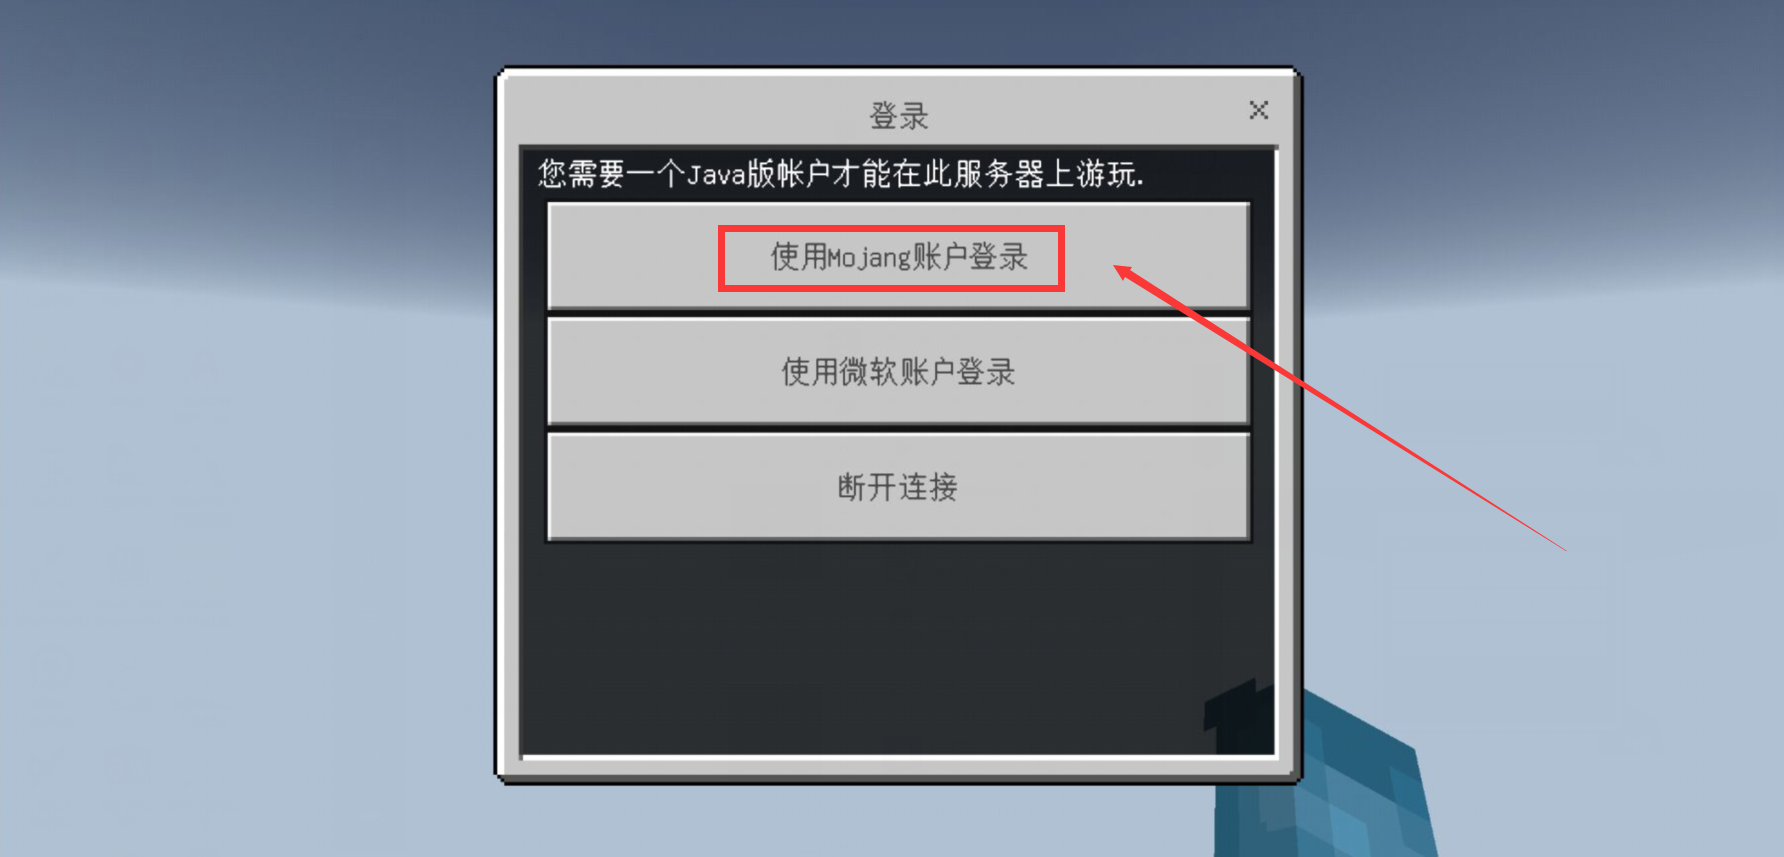 登录
您需要一个Java版帐户才能在此服务器上游玩.
使用Mojang账户登录
使用微软账户登录
断开连接